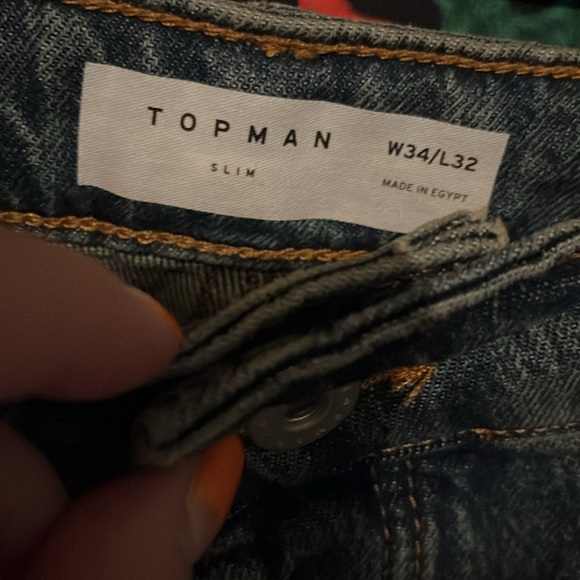 TOPMAN
SLIM
W34/L32
MADE IN EGYPT